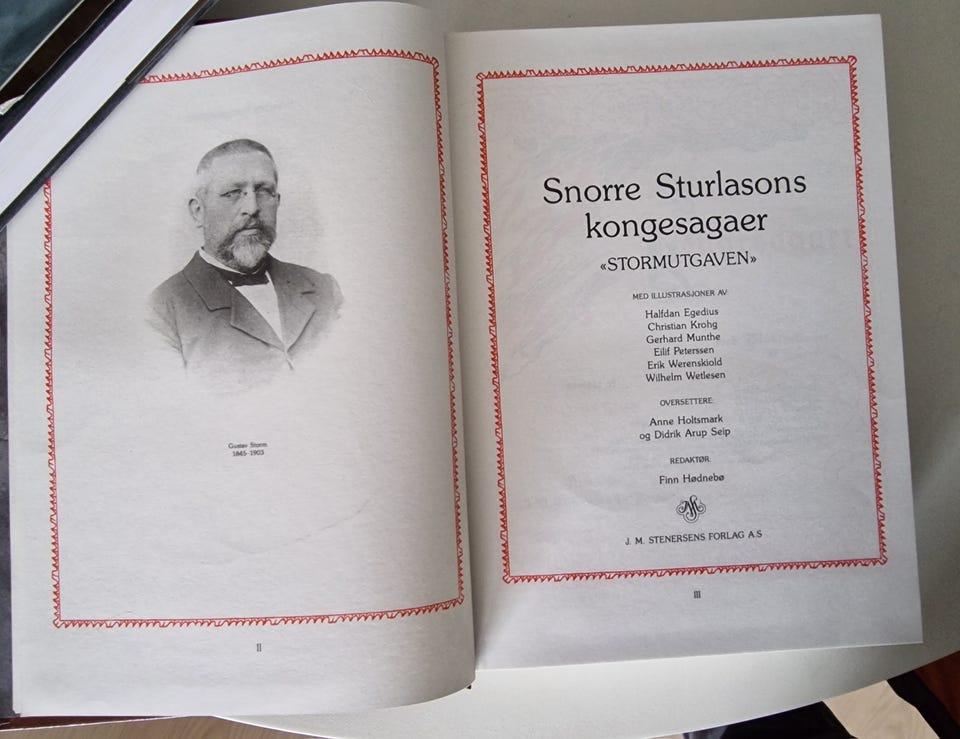 Gustav Storm
1845-1903
II
Snorre Sturlasons
kongesagaer
«STORMUTGAVEN»
MED ILLUSTRASJONER AV
Halfdan Egedius
Christian Krohg
Gerhard Munthe
Eilif Peterssen
Erik Werenskiold
Wilhelm Wetlesen
OVERSETTERE:
Anne Holtsmark
og Didrik Arup Seip
REDAKTØR:
Finn Hødnebø
J. M. STENERSENS FORLAG A.S
III